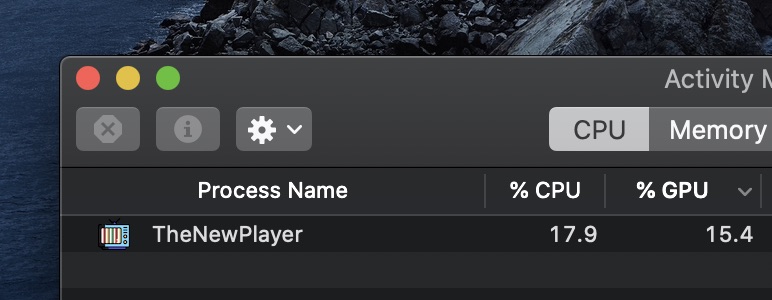 Activity M
CPU Memory
Process Name % CPU % GPU
TheNewPlayer 17.9 15.4